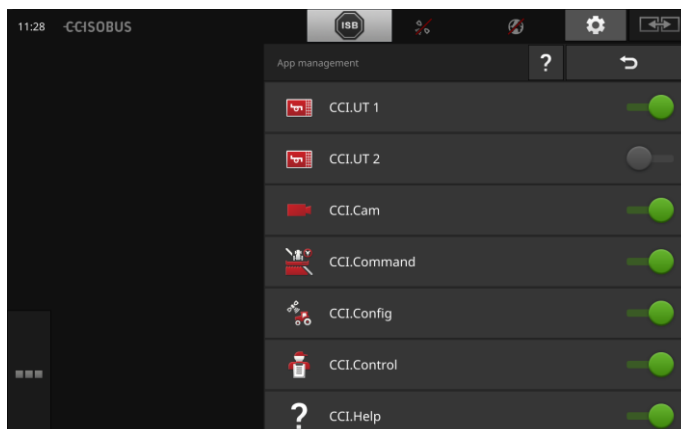 11:28 CCISOBUS ISB
App management ?
CCI.UT 1
CCI.UT 2
CCI.Cam
CCI.Command
CCI.Config
CCI.Control
? CCI.Help